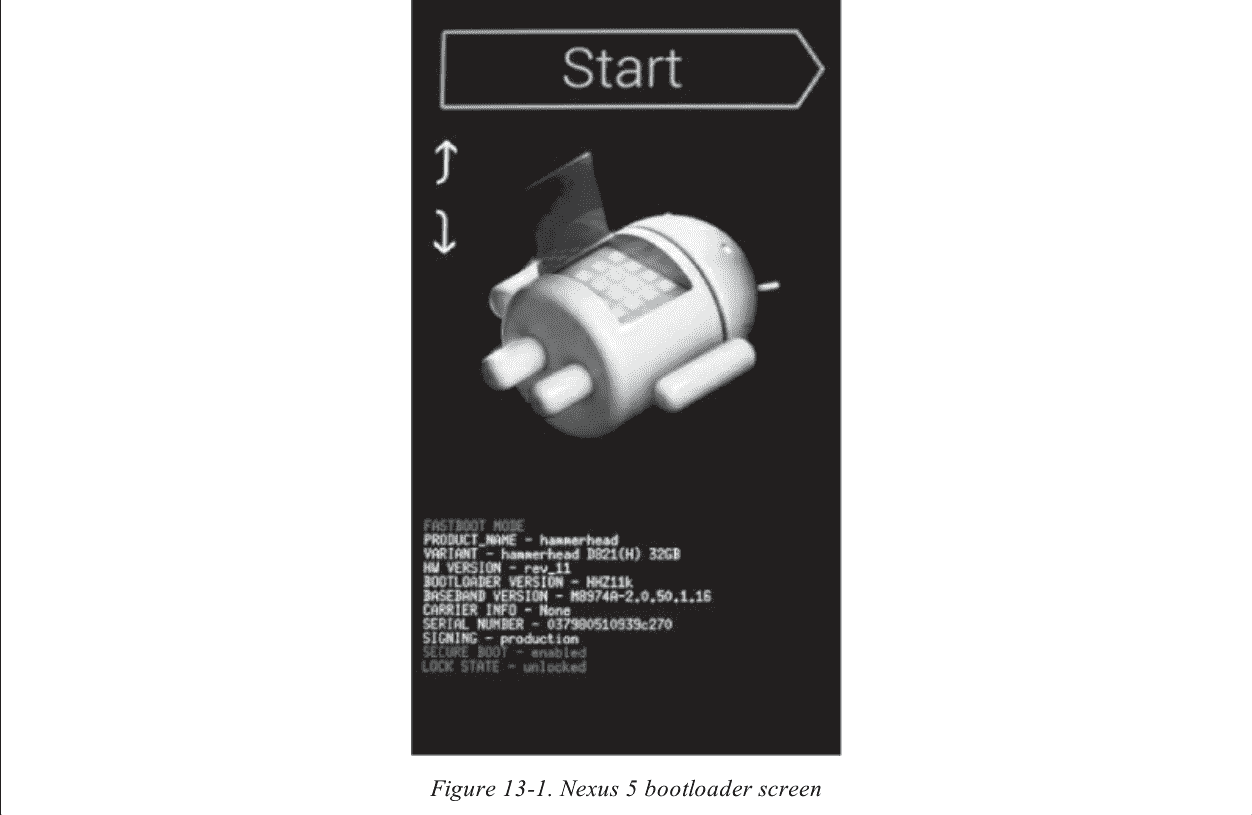 Start
FASTBOOT MODE
PRODUCT_NAME - hammerhead
VARIANT - hammerhead D821(H) 32GB
HW VERSION - rev_11
BOOTLOADER VERSION - HHZ11k
BASEBAND VERSION - M8974A-2.0.50.1.16
CARRIER INFO - None
SERIAL NUMBER - 037980510939c270
SIGNING - production
SECURE BOOT - enabled
LOCK STATE - unlocked
Figure 13-1. Nexus 5 bootloader screen